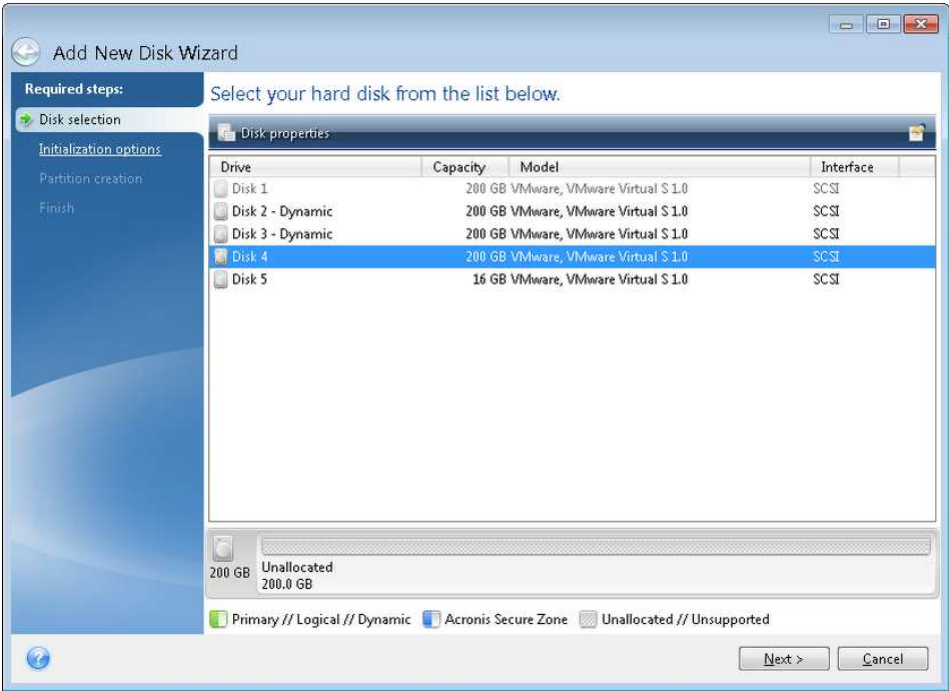 Add New Disk Wizard
Required steps:
Disk selection
Initialization options
Partition creation
Finish
Select your hard disk from the list below.
Disk properties
Drive Capacity Model Interface
Disk 1 200 GB VMware, VMware Virtual S 1.0 SCSI
Disk 2 - Dynamic 200 GB VMware, VMware Virtual S 1.0 SCSI
Disk 3 - Dynamic 200 GB VMware, VMware Virtual S 1.0 SCSI
Disk 4 200 GB VMware, VMware Virtual S 1.0 SCSI
Disk 5 16 GB VMware, VMware Virtual S 1.0 SCSI
200 GB
Unallocated
200.0 GB
Primary // Logical // Dynamic Acronis Secure Zone Unallocated // Unsupported
? Next > Cancel